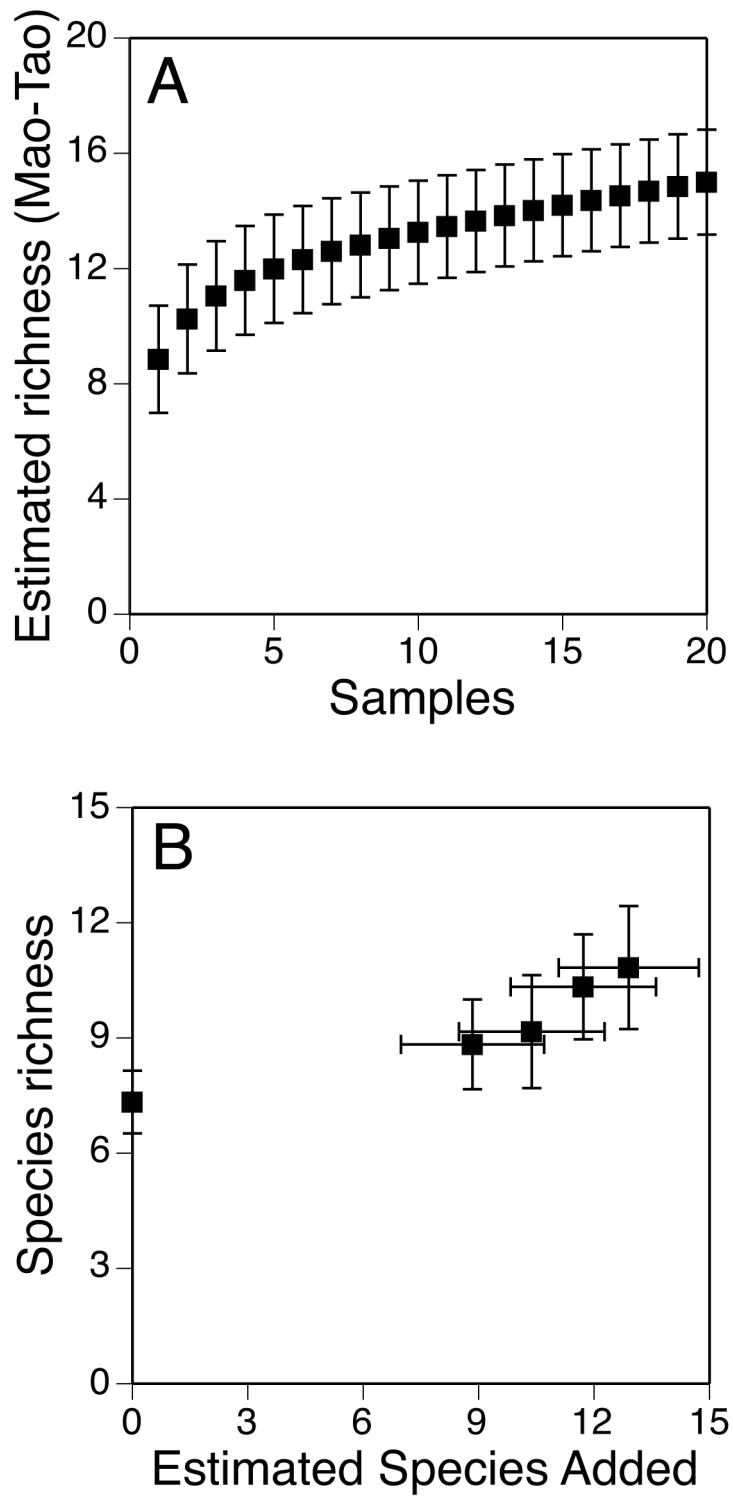 A
Estimated richness (Mao-Tao)
20
16
12
8
4
0
0 5 10 15 20
Samples
B
Species richness
15
12
9
6
3
0
0 3 6 9 12 15
Estimated Species Added